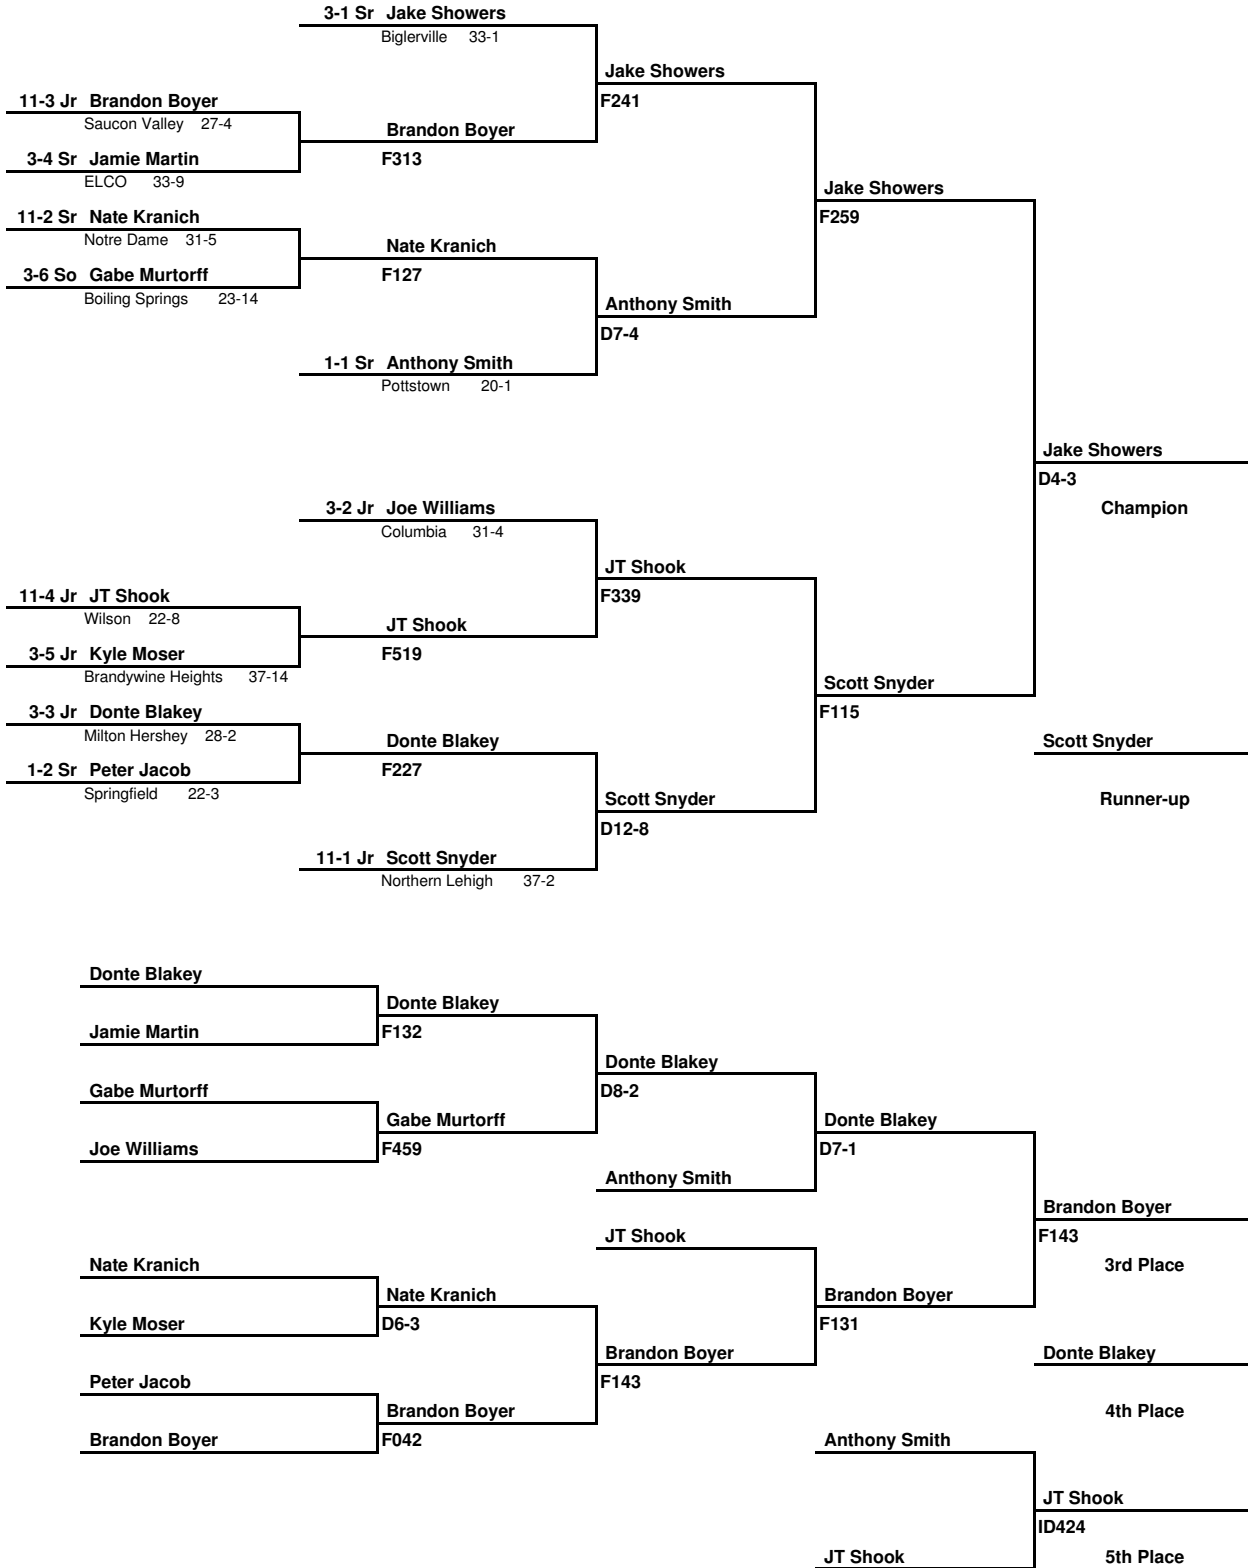 3-1 Sr Jake Showers
Biglerville 33-1
Jake Showers
11-3 Jr Brandon Boyer
F241
Saucon Valley 27-4
Brandon Boyer
3-4 Sr Jamie Martin
F313
ELCO 33-9
Jake Showers
11-2 Sr Nate Kranich
F259
Notre Dame 31-5
Nate Kranich
3-6 So Gabe Murtorff
F127
Boiling Springs 23-14
Anthony Smith
D7-4
1-1 Sr Anthony Smith
Pottstown 20-1
Jake Showers
D4-3
3-2 Jr Joe Williams
Champion
Columbia 31-4
JT Shook
11-4 Jr JT Shook
F339
Wilson 22-8
JT Shook
3-5 Jr Kyle Moser
F519
Brandywine Heights 37-14
Scott Snyder
3-3 Jr Donte Blakey
F115
Milton Hershey 28-2
Donte Blakey
Scott Snyder
1-2 Sr Peter Jacob
F227
Springfield 22-3
Scott Snyder
Runner-up
D12-8
11-1 Jr Scott Snyder
Northern Lehigh 37-2
Donte Blakey
Donte Blakey
Jamie Martin
F132
Donte Blakey
Gabe Murtorff
D8-2
Gabe Murtorff
Donte Blakey
Joe Williams
F459
D7-1
Anthony Smith
Brandon Boyer
JT Shook
F143
Nate Kranich
3rd Place
Nate Kranich
Brandon Boyer
Kyle Moser
D6-3
F131
Brandon Boyer
Donte Blakey
Peter Jacob
F143
Brandon Boyer
4th Place
Brandon Boyer
F042
Anthony Smith
JT Shook
ID424
JT Shook
5th Place